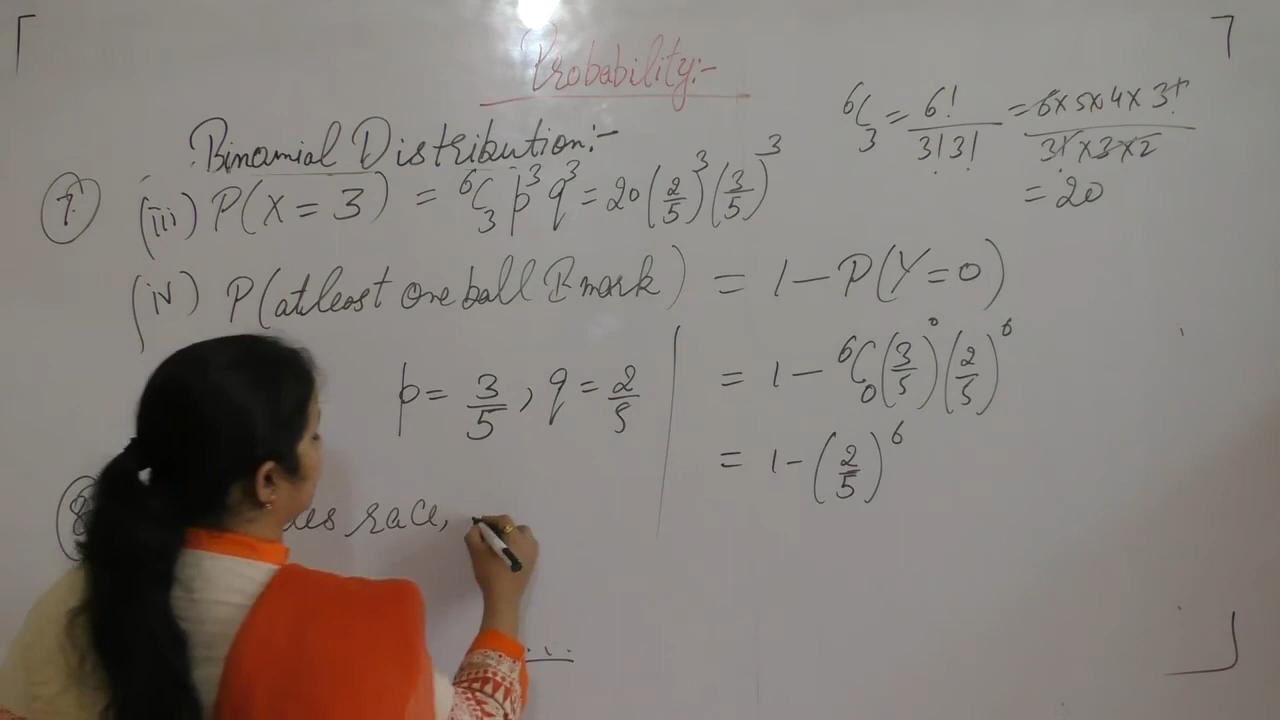 Probability:-
Binamial Distribution:-
⁶C₃ = 6!/3!3! = 6×5×4×3!/3!×3×2
= 20
7 (iii) P(X = 3) = ⁶C₃ p³ q³ = 20 (2/5)³ (3/5)³
(iv) P(atleast one ball Y mark) = 1 - P(Y = 0)
p = 3/5, q = 2/5
= 1 - ⁶C₀ (3/5)⁰ (2/5)⁶
= 1 - (2/5)⁶
8 race,